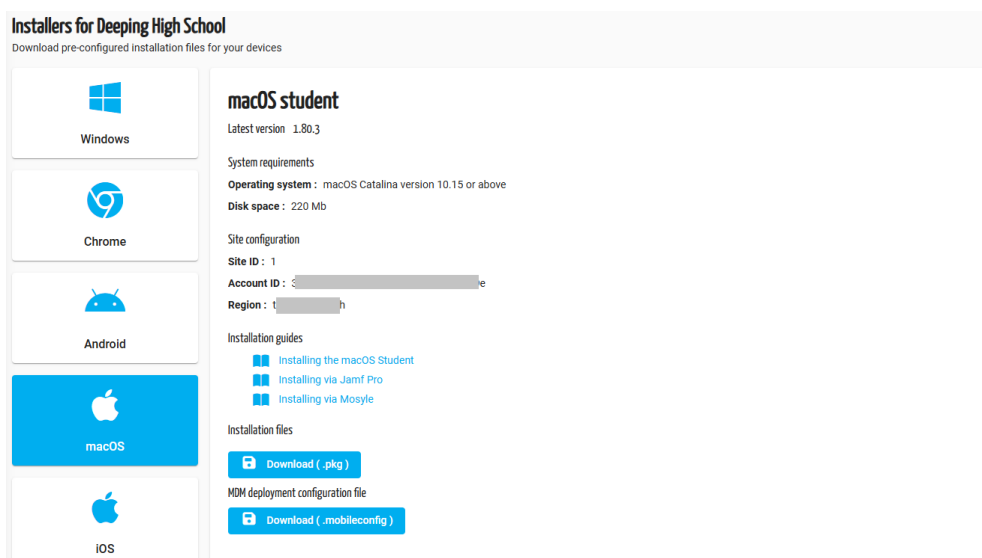 Installers for Deeping High School
Download pre-configured installation files for your devices
Windows
Chrome
Android
macOS
iOS
macOS student
Latest version 1.80.3
System requirements
Operating system : macOS Catalina version 10.15 or above
Disk space : 220 Mb
Site configuration
Site ID : 1
Account ID :
Region :
Installation guides
Installing the macOS Student
Installing via Jamf Pro
Installing via Mosyle
Installation files
Download ( .pkg )
MDM deployment configuration file
Download ( .mobileconfig )